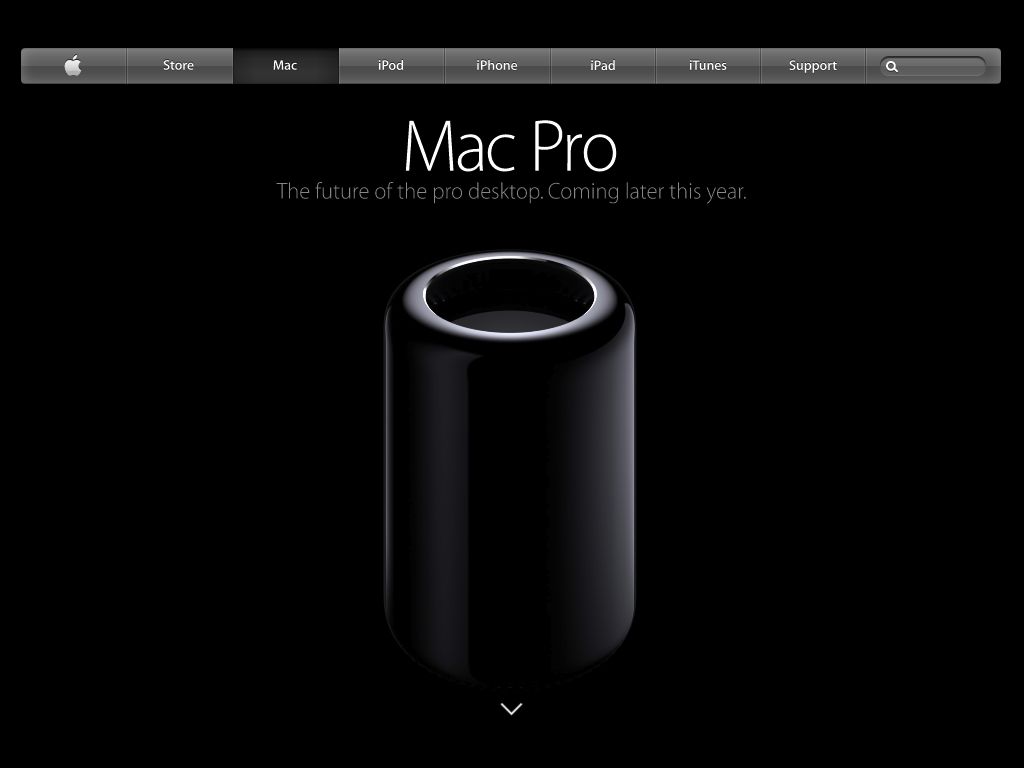 Store Mac iPod iPhone iPad iTunes Support
Mac Pro
The future of the pro desktop. Coming later this year.